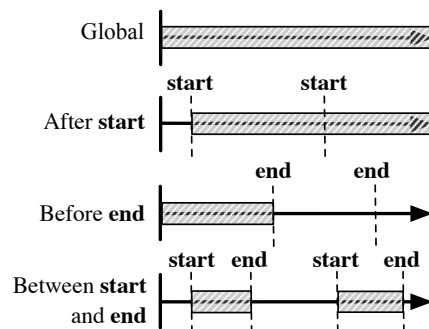 Global
start start
After start
end end
Before end
start end start end
Between start
and end